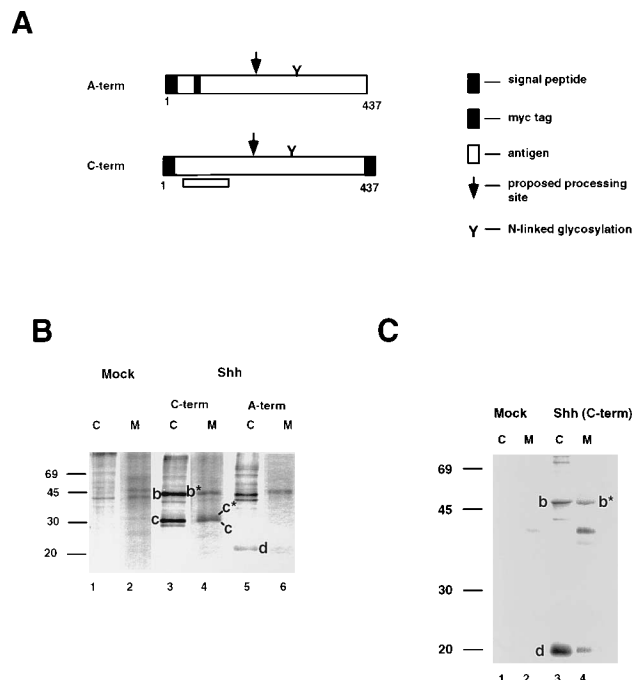 A
A-term
1
437
Y
C-term
1
437
Y
signal peptide
myc tag
antigen
proposed processing
site
Y
N-linked glycosylation
B
Mock
Shh
C-term
A-term
C M C M C M
69
45
30
20
b b*
c c*
c
d
1 2 3 4 5 6
C
Mock Shh (C-term)
C M C M
69
45
30
20
b b*
d
1 2 3 4